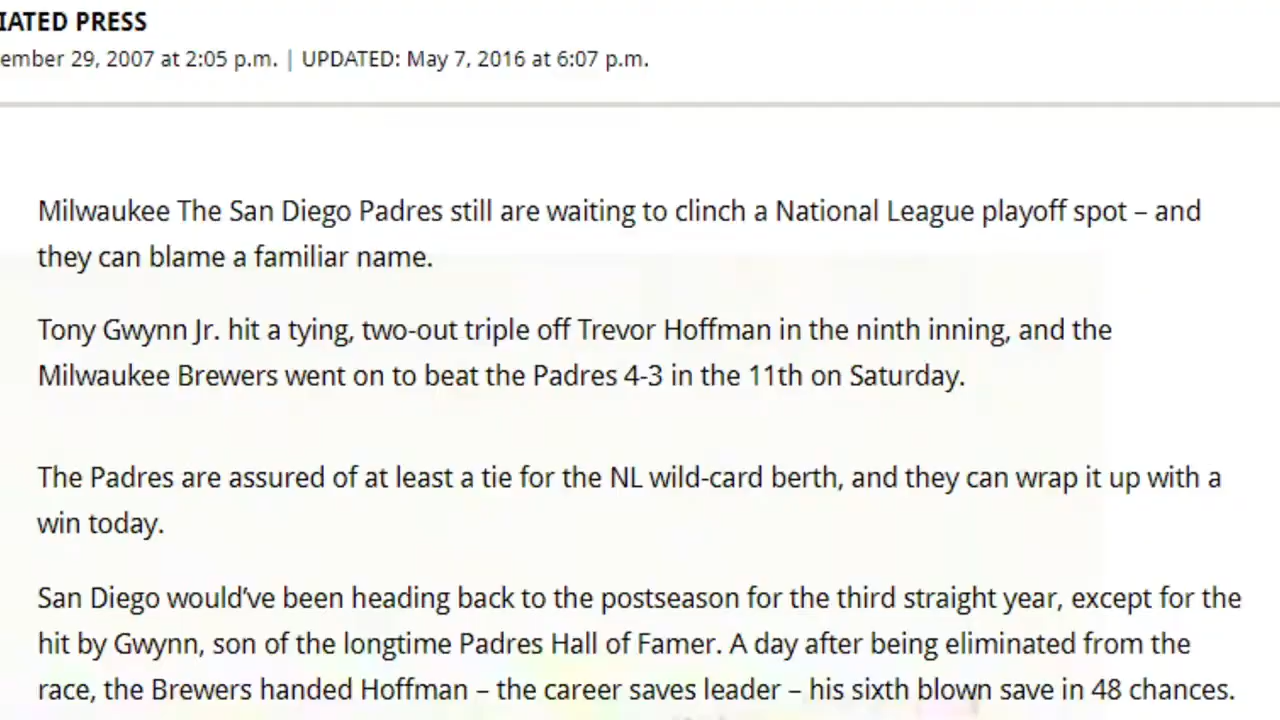 IATED PRESS
ember 29, 2007 at 2:05 p.m. | UPDATED: May 7, 2016 at 6:07 p.m.
Milwaukee The San Diego Padres still are waiting to clinch a National League playoff spot – and
they can blame a familiar name.
Tony Gwynn Jr. hit a tying, two-out triple off Trevor Hoffman in the ninth inning, and the
Milwaukee Brewers went on to beat the Padres 4-3 in the 11th on Saturday.
The Padres are assured of at least a tie for the NL wild-card berth, and they can wrap it up with a
win today.
San Diego would’ve been heading back to the postseason for the third straight year, except for the
hit by Gwynn, son of the longtime Padres Hall of Famer. A day after being eliminated from the
race, the Brewers handed Hoffman – the career saves leader – his sixth blown save in 48 chances.